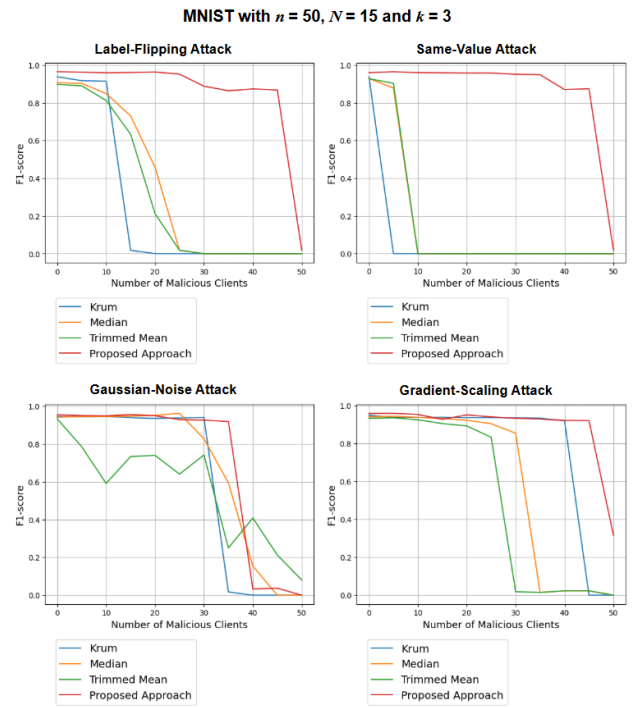 MNIST with n = 50, N = 15 and k = 3
Label-Flipping Attack
1.0
0.8
0.6
0.4
0.2
0.0
F1-score
0 10 20 30 40 50
Number of Malicious Clients
Krum
Median
Trimmed Mean
Proposed Approach
Same-Value Attack
1.0
0.8
0.6
0.4
0.2
0.0
F1-score
0 10 20 30 40 50
Number of Malicious Clients
Krum
Median
Trimmed Mean
Proposed Approach
Gaussian-Noise Attack
1.0
0.8
0.6
0.4
0.2
0.0
F1-score
0 10 20 30 40 50
Number of Malicious Clients
Krum
Median
Trimmed Mean
Proposed Approach
Gradient-Scaling Attack
1.0
0.8
0.6
0.4
0.2
0.0
F1-score
0 10 20 30 40 50
Number of Malicious Clients
Krum
Median
Trimmed Mean
Proposed Approach